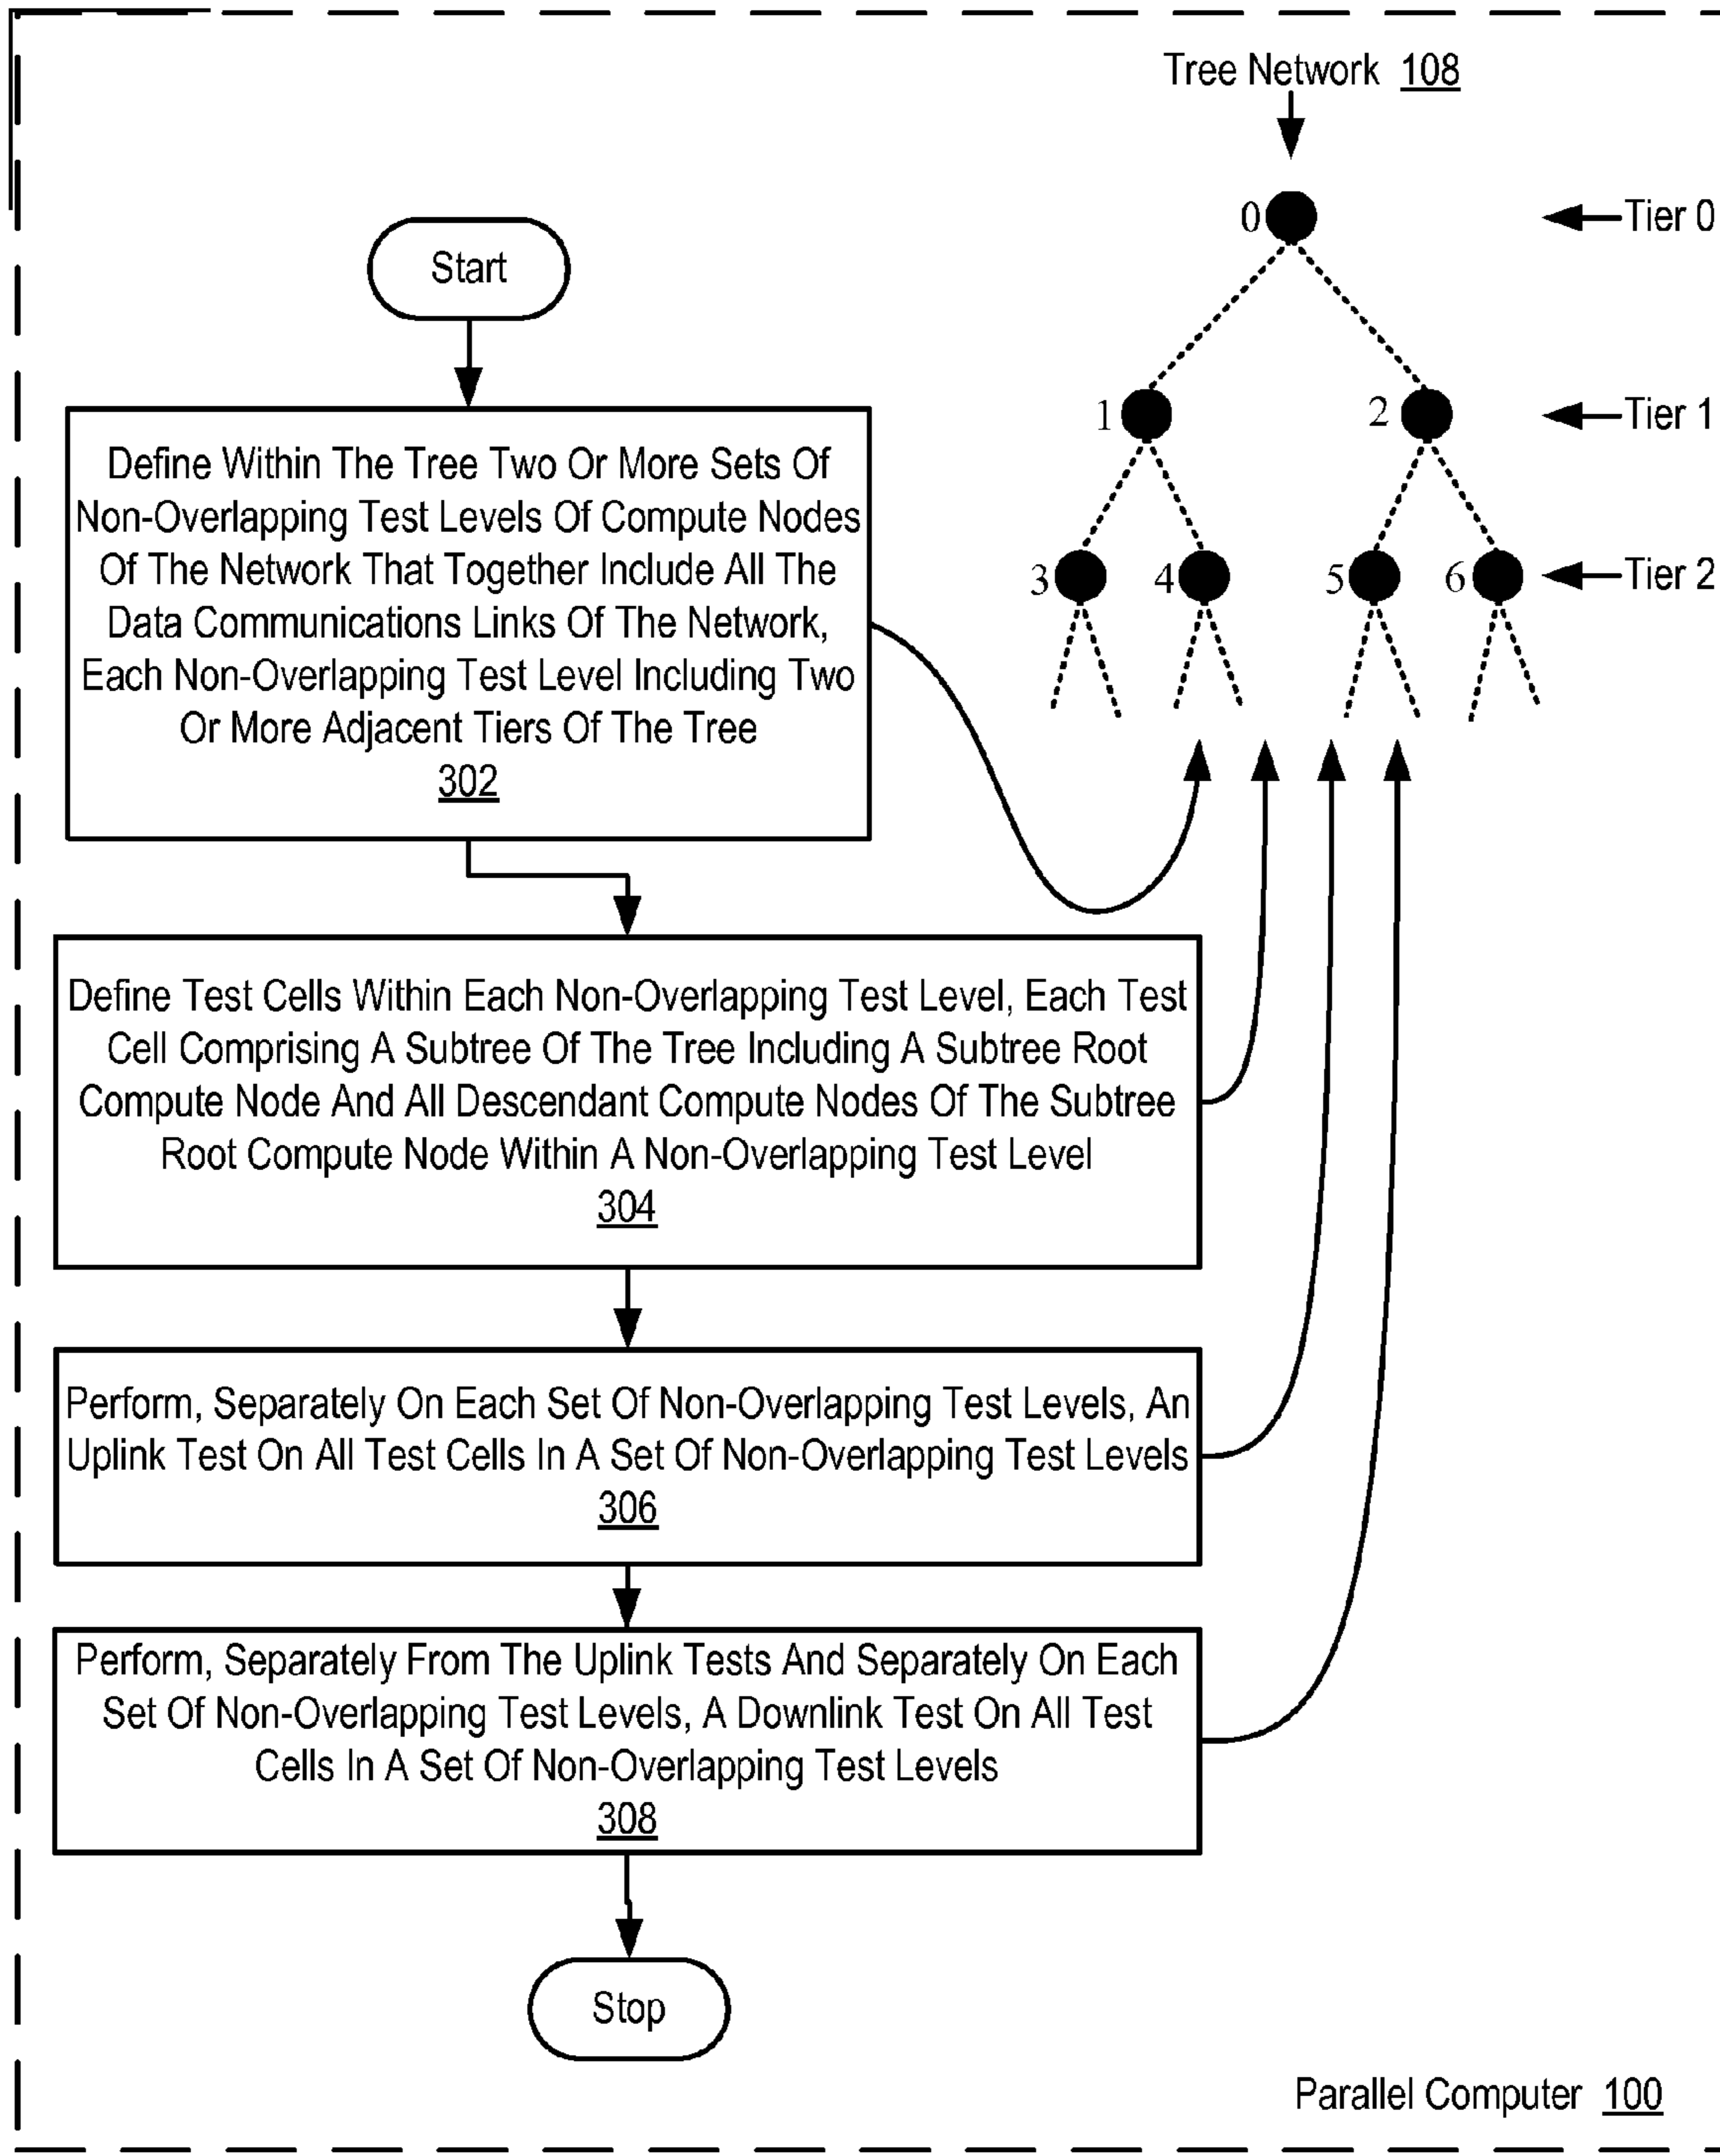 Tree Network 108
0
Tier 0
Start
1
2
Tier 1
Define Within The Tree Two Or More Sets Of
Non-Overlapping Test Levels Of Compute Nodes
Of The Network That Together Include All The
Data Communications Links Of The Network,
Each Non-Overlapping Test Level Including Two
Or More Adjacent Tiers Of The Tree
302
3
4
5
6
Tier 2
Define Test Cells Within Each Non-Overlapping Test Level, Each Test
Cell Comprising A Subtree Of The Tree Including A Subtree Root
Compute Node And All Descendant Compute Nodes Of The Subtree
Root Compute Node Within A Non-Overlapping Test Level
304
Perform, Separately On Each Set Of Non-Overlapping Test Levels, An
Uplink Test On All Test Cells In A Set Of Non-Overlapping Test Levels
306
Perform, Separately From The Uplink Tests And Separately On Each
Set Of Non-Overlapping Test Levels, A Downlink Test On All Test
Cells In A Set Of Non-Overlapping Test Levels
308
Stop
Parallel Computer 100